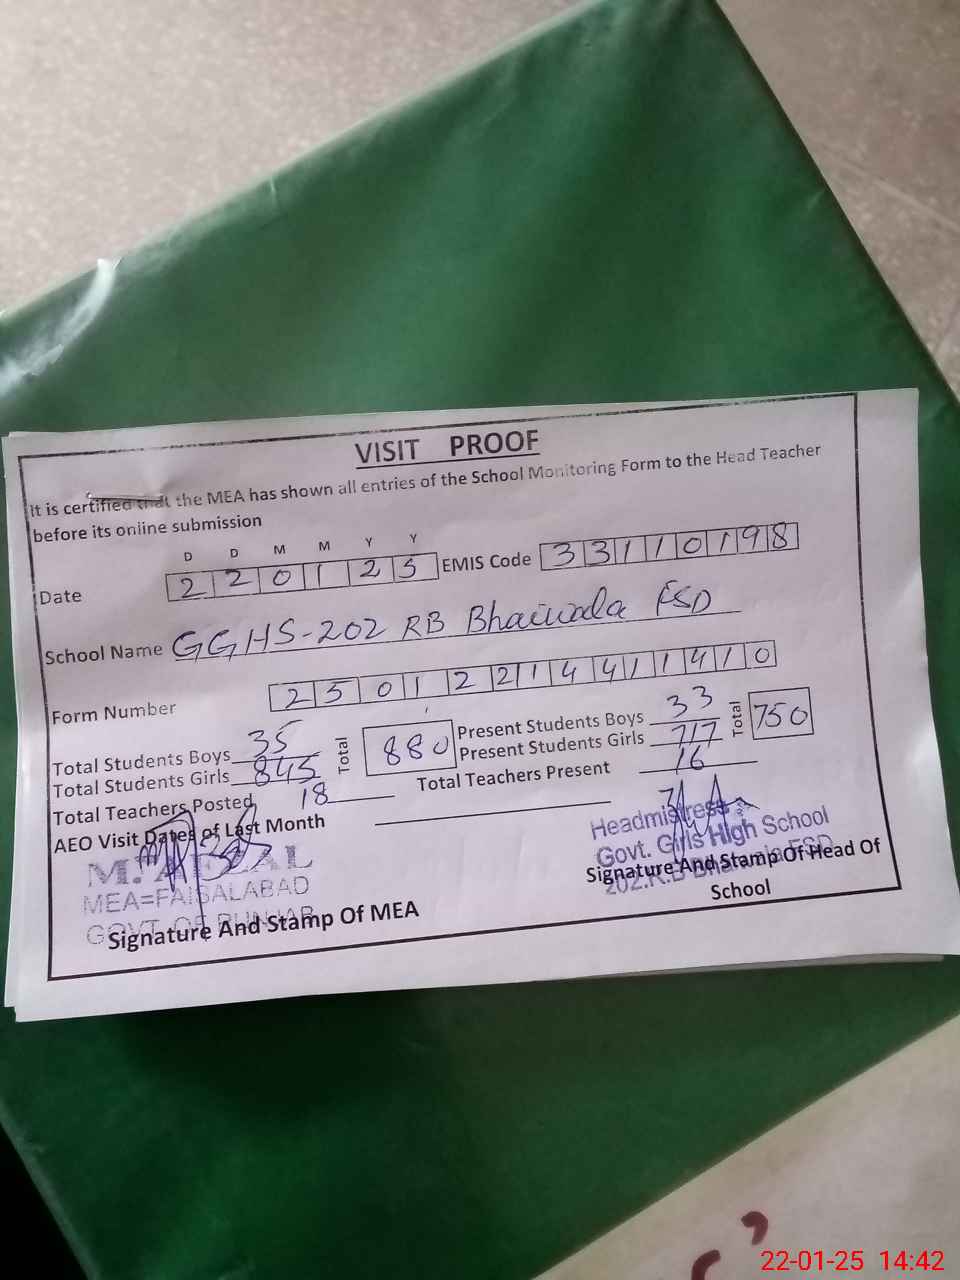 VISIT PROOF
It is certified that the MEA has shown all entries of the School Monitoring Form to the Head Teacher
before its online submission
D D M M Y Y
Date 2 2 0 1 2 5 EMIS Code 3 3 1 1 0 1 9 8
School Name GGHS-202 RB Bhaiwala FSD
Form Number 2 5 0 1 2 2 1 4 4 1 1 4 1 0
Total Students Boys 35 Total 880 Present Students Boys 33 Total 750
Total Students Girls 845 Present Students Girls 717
Total Teachers Posted 18 Total Teachers Present 16
AEO Visit Dates of Last Month
M. AFZAL
MEA=FAISALABAD
GOVT. OF PUNJAB
Signature And Stamp Of MEA
Headmistress
Govt. Girls High School
202.R.B Bhaiwala FSD
Signature And Stamp Of Head Of
School
22-01-25 14:42